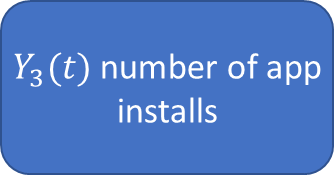 Y₃(t) number of app
installs